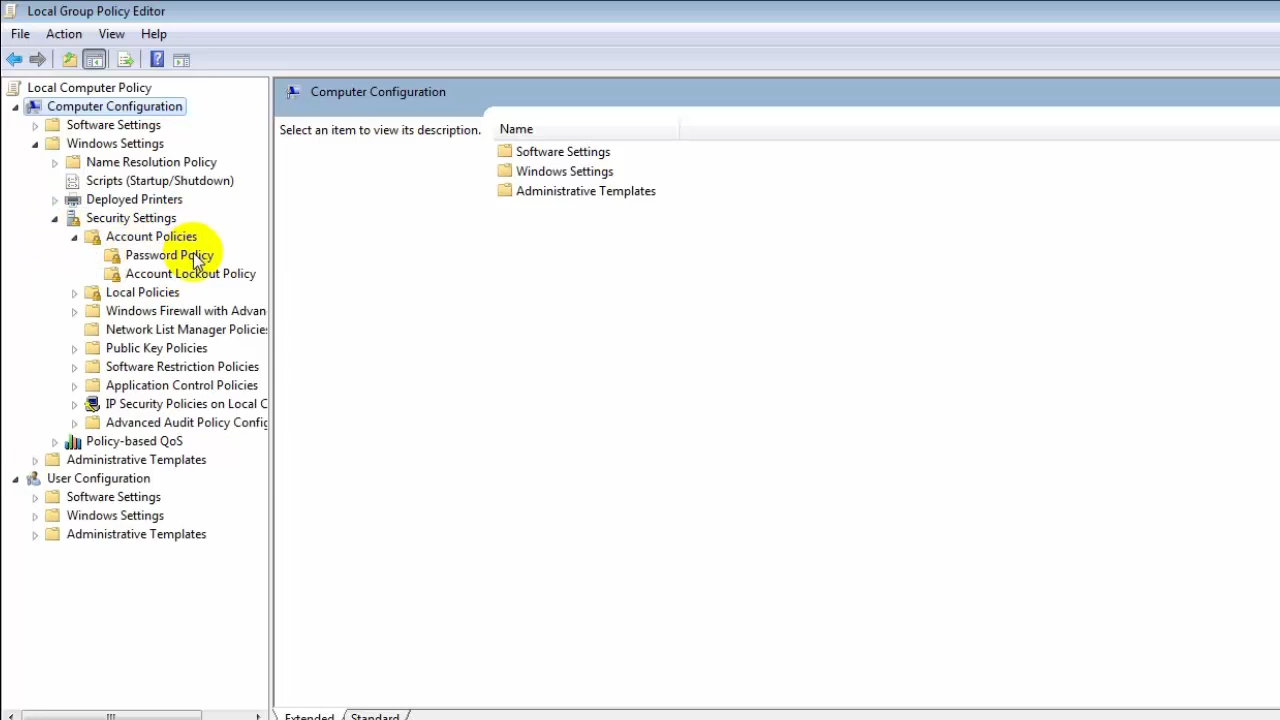 Local Group Policy Editor
File Action View Help
Local Computer Policy
Computer Configuration
Software Settings
Windows Settings
Name Resolution Policy
Scripts (Startup/Shutdown)
Deployed Printers
Security Settings
Account Policies
Password Policy
Account Lockout Policy
Local Policies
Windows Firewall with Advan
Network List Manager Policies
Public Key Policies
Software Restriction Policies
Application Control Policies
IP Security Policies on Local C
Advanced Audit Policy Config
Policy-based QoS
Administrative Templates
User Configuration
Software Settings
Windows Settings
Administrative Templates
Computer Configuration
Select an item to view its description.
Name
Software Settings
Windows Settings
Administrative Templates
Extended Standard